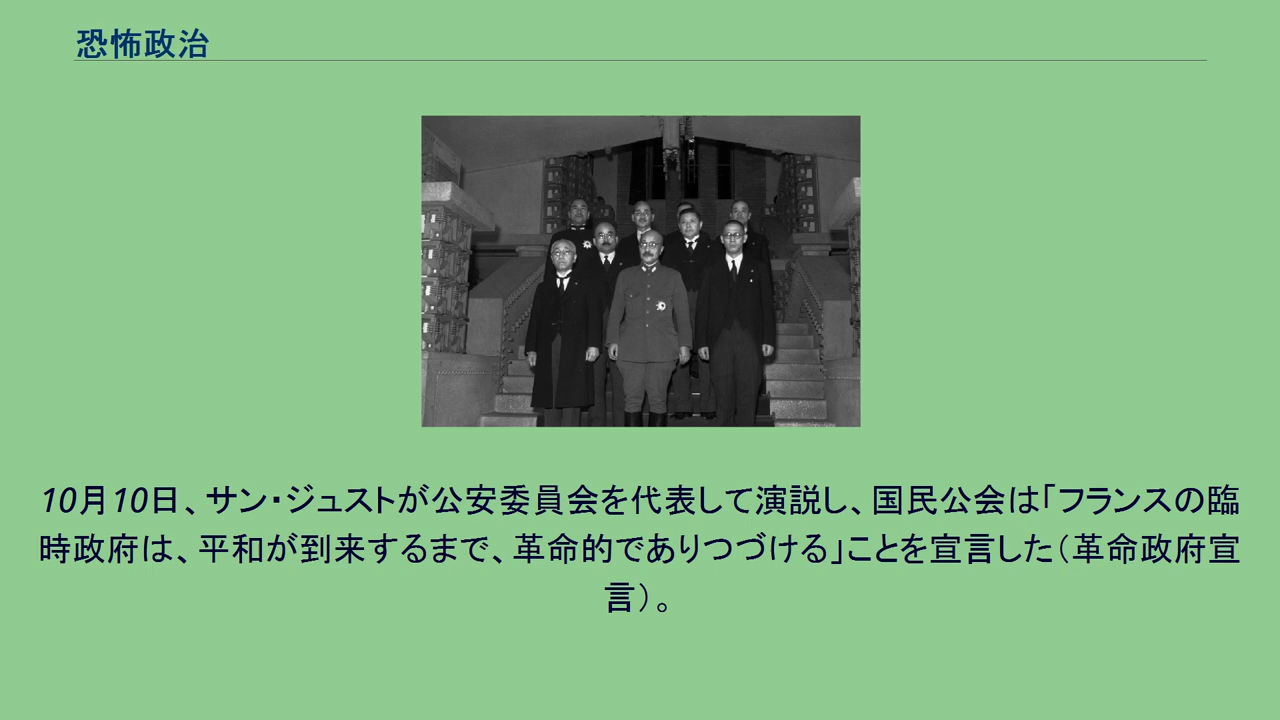 恐怖政治
10月10日、サン・ジュストが公安委員会を代表して演説し、国民公会は「フランスの臨
時政府は、平和が到来するまで、革命的でありつづける」ことを宣言した（革命政府宣
言）。